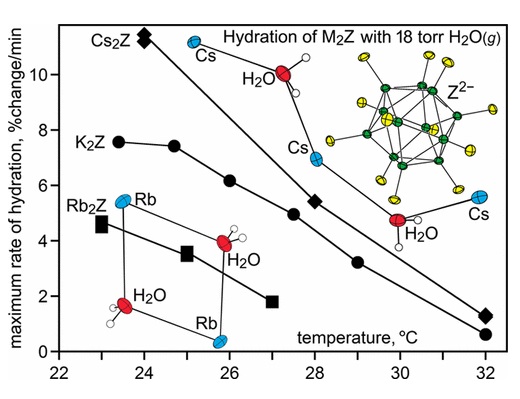 Hydration of M₂Z with 18 torr H₂O(g)
Cs₂Z
Cs
H₂O
Z²⁻
K₂Z
Cs
Rb₂Z
Rb
Cs
H₂O
H₂O
H₂O
Rb
temperature, ºC
maximum rate of hydration, %change/min
10
8
6
4
2
0
22 24 26 28 30 32